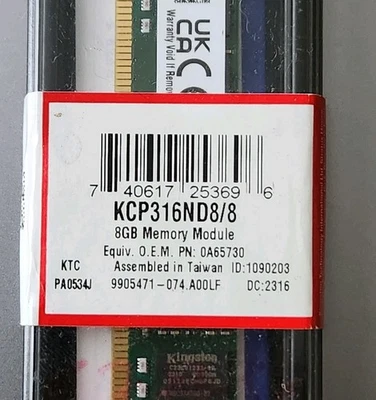 UK
CA
Warranty Void If Remov
7 40617 25369 6
KCP316ND8/8
8GB Memory Module
Equiv. O.E.M. PN: 0A65730
KTC Assembled in Taiwan ID:1090203
PA0534J 9905471-074.A00LF DC:2316
Kingston